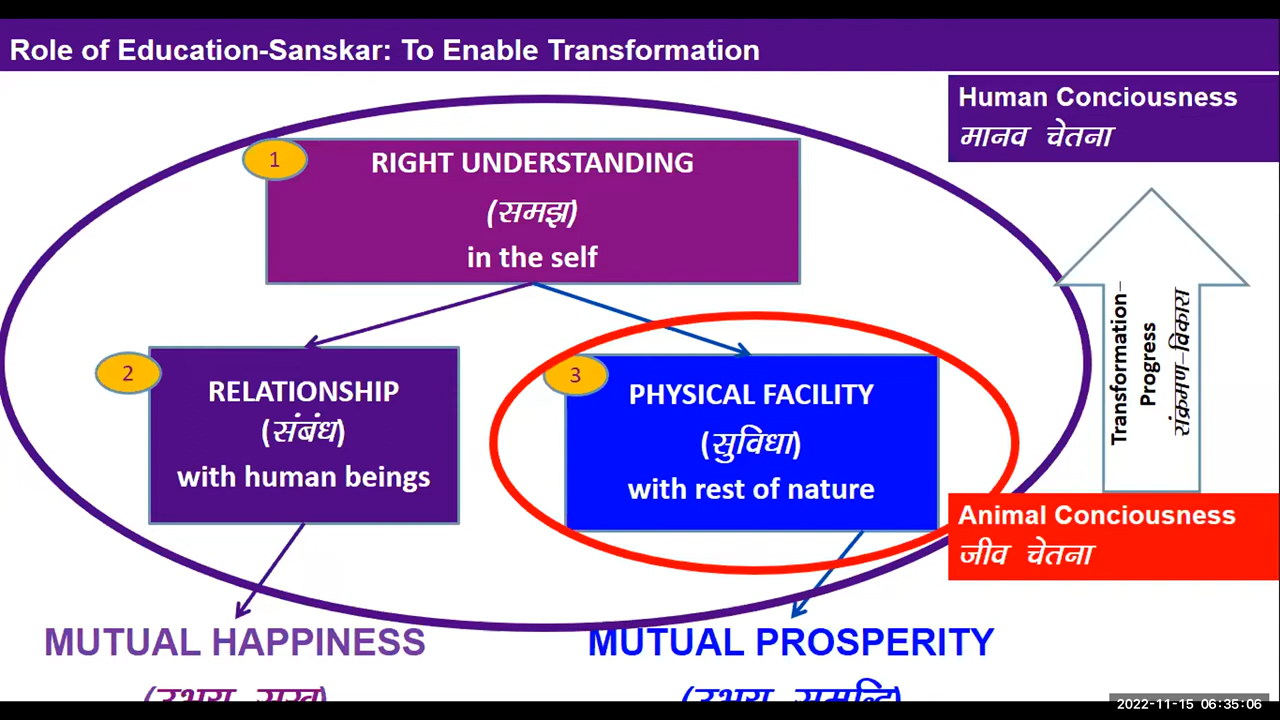 Role of Education-Sanskar: To Enable Transformation
Human Conciousness
मानव चेतना
1
RIGHT UNDERSTANDING
(समझ)
in the self
2
RELATIONSHIP
(संबंध)
with human beings
3
PHYSICAL FACILITY
(सुविधा)
with rest of nature
Transformation–
Progress
संक्रमण–विकास
Animal Conciousness
जीव चेतना
MUTUAL HAPPINESS
MUTUAL PROSPERITY
2022-11-15 06:35:06